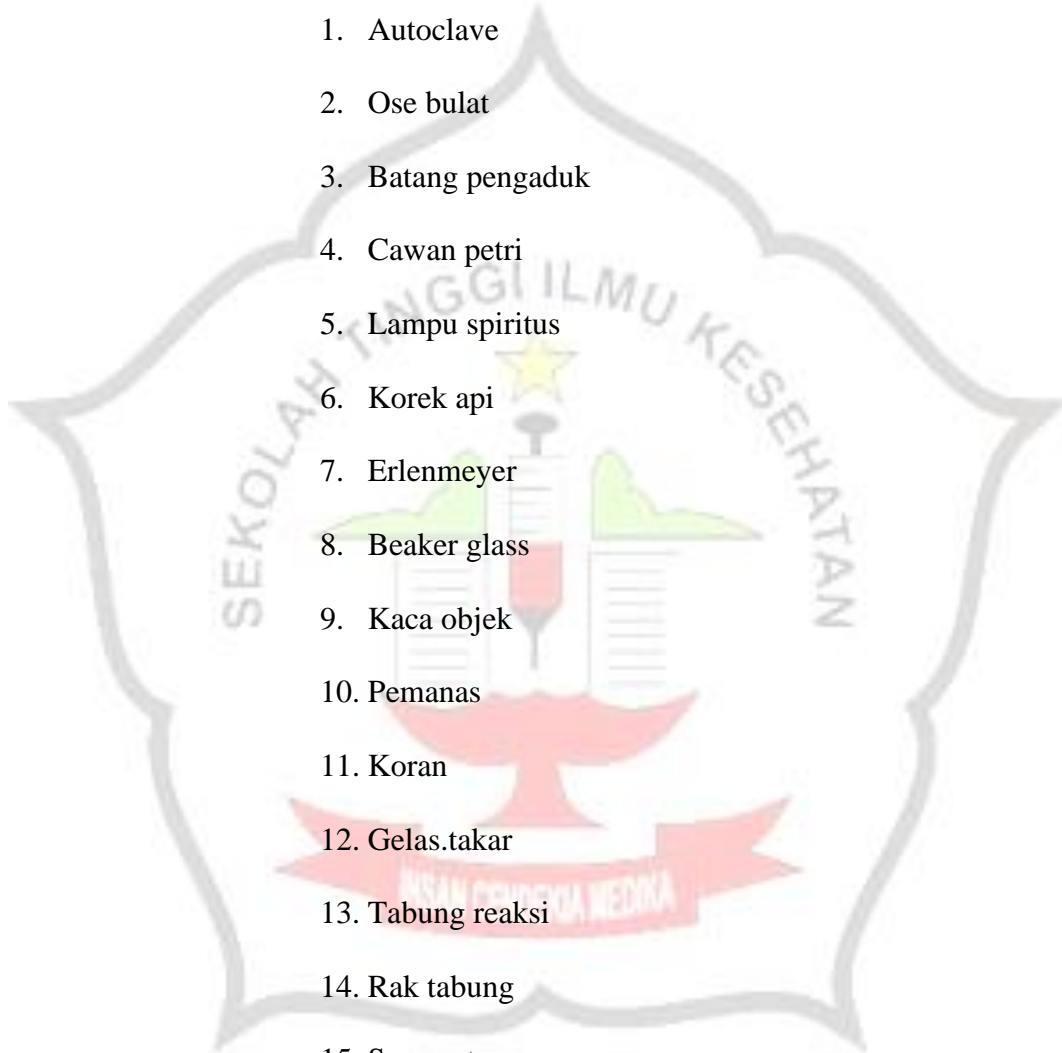 1. Autoclave
2. Ose bulat
3. Batang pengaduk
4. Cawan petri
5. Lampu spiritus
6. Korek api
7. Erlenmeyer
8. Beaker glass
9. Kaca objek
10. Pemanas
11. Koran
12. Gelas.takar
13. Tabung reaksi
14. Rak tabung
SEKOLAH TINGGI ILMU KESEHATAN
INSAN CENDEKIA MEDIKA